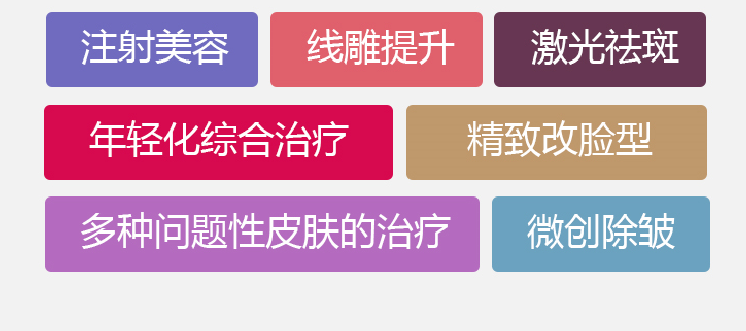 注射美容
线雕提升
激光祛斑
年轻化综合治疗
精致改脸型
多种问题性皮肤的治疗
微创除皱